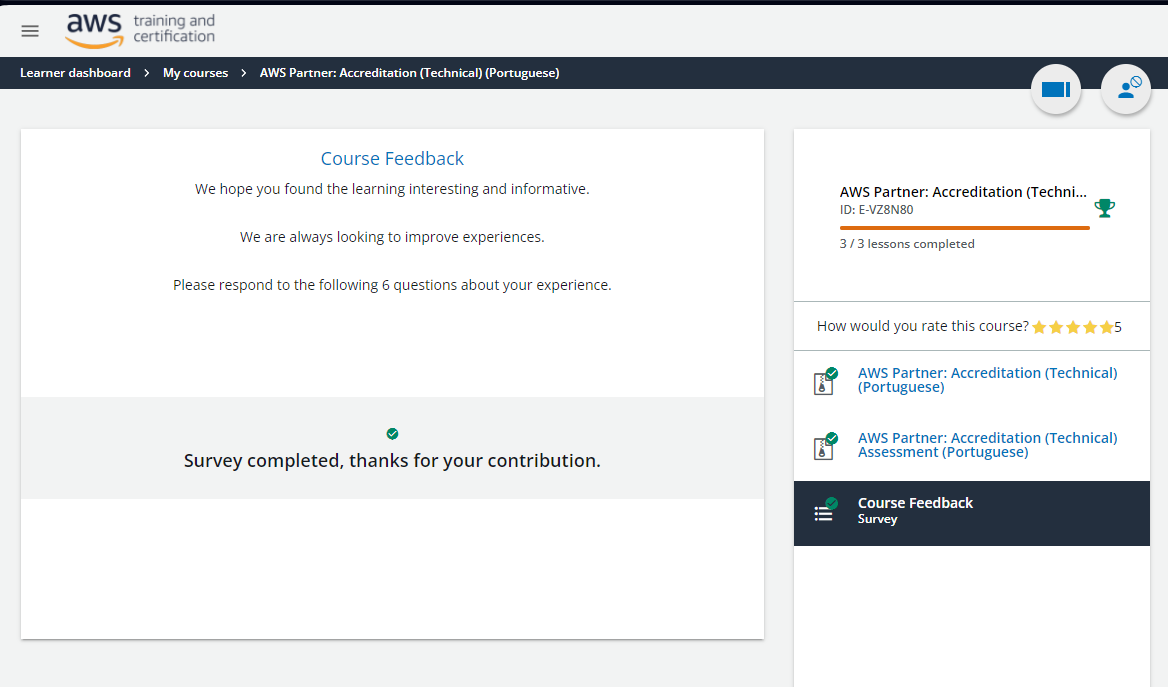 aws training and
certification
Learner dashboard > My courses > AWS Partner: Accreditation (Technical) (Portuguese)
Course Feedback
We hope you found the learning interesting and informative.
We are always looking to improve experiences.
Please respond to the following 6 questions about your experience.
Survey completed, thanks for your contribution.
AWS Partner: Accreditation (Techni...
ID: E-VZ8N80
3 / 3 lessons completed
How would you rate this course? 5
AWS Partner: Accreditation (Technical)
(Portuguese)
AWS Partner: Accreditation (Technical)
Assessment (Portuguese)
Course Feedback
Survey